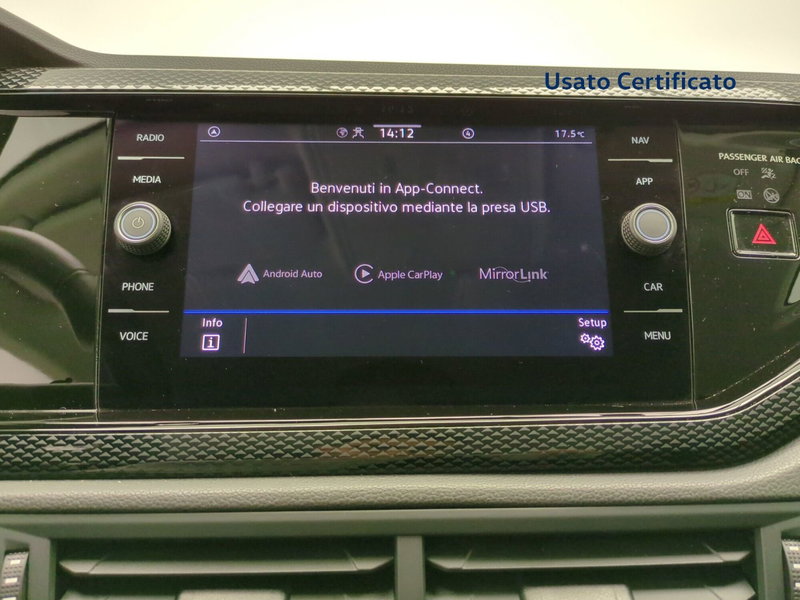 Usato Certificato
RADIO
MEDIA
PHONE
VOICE
14:12
4
17.5°C
Benvenuti in App-Connect.
Collegare un dispositivo mediante la presa USB.
Android Auto
Apple CarPlay
MirrorLink
Info
i
Setup
NAV
APP
CAR
MENU
PASSENGER AIR BAG
OFF